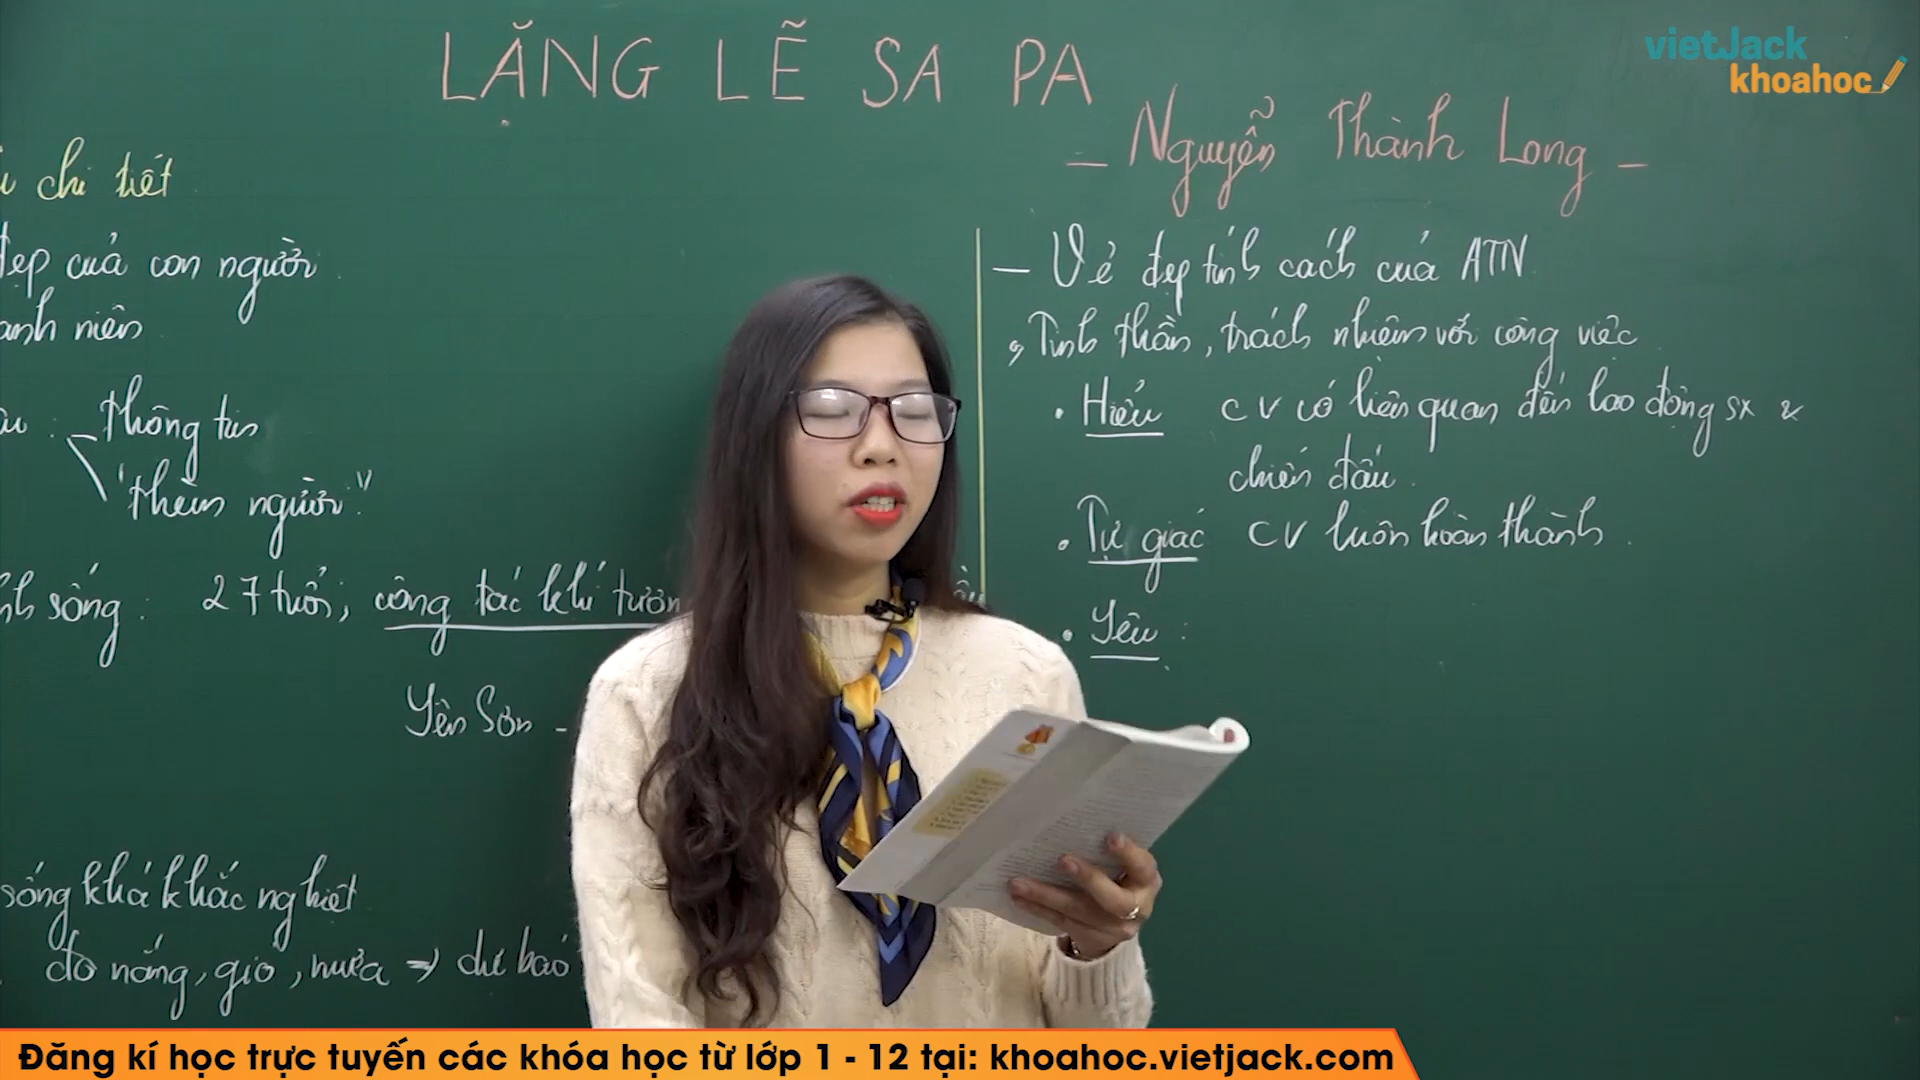 LẶNG LẼ SA PA
vietJack
khoahoc
– Nguyễn Thành Long –
chi tiết
đẹp của con người
anh niên
: Thông tin
"thèm người"
sống : 27 tuổi, công tác khí tượn
Yên Sơn -
sống khá khắc nghiệt
đo nắng, gió, mưa => dự báo
– Vẻ đẹp tính cách của ATN
Tinh thần, trách nhiệm với công việc
. Hiểu CV có liên quan đến lao động sx &
chiến đấu.
. Tự giác CV luôn hoàn thành.
. Yêu :
Đăng kí học trực tuyến các khóa học từ lớp 1 - 12 tại: khoahoc.vietjack.com